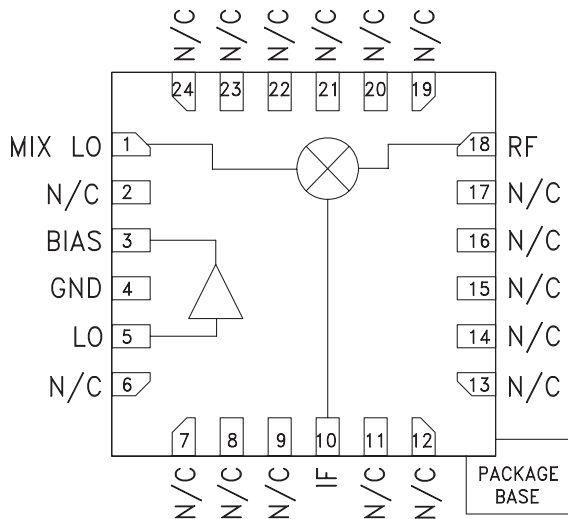 N/C N/C N/C N/C N/C N/C
24 23 22 21 20 19
MIX LO 1 18 RF
N/C 2 17 N/C
BIAS 3 16 N/C
GND 4 15 N/C
LO 5 14 N/C
N/C 6 13 N/C
7 8 9 10 11 12
N/C N/C N/C IF N/C N/C
PACKAGE
BASE